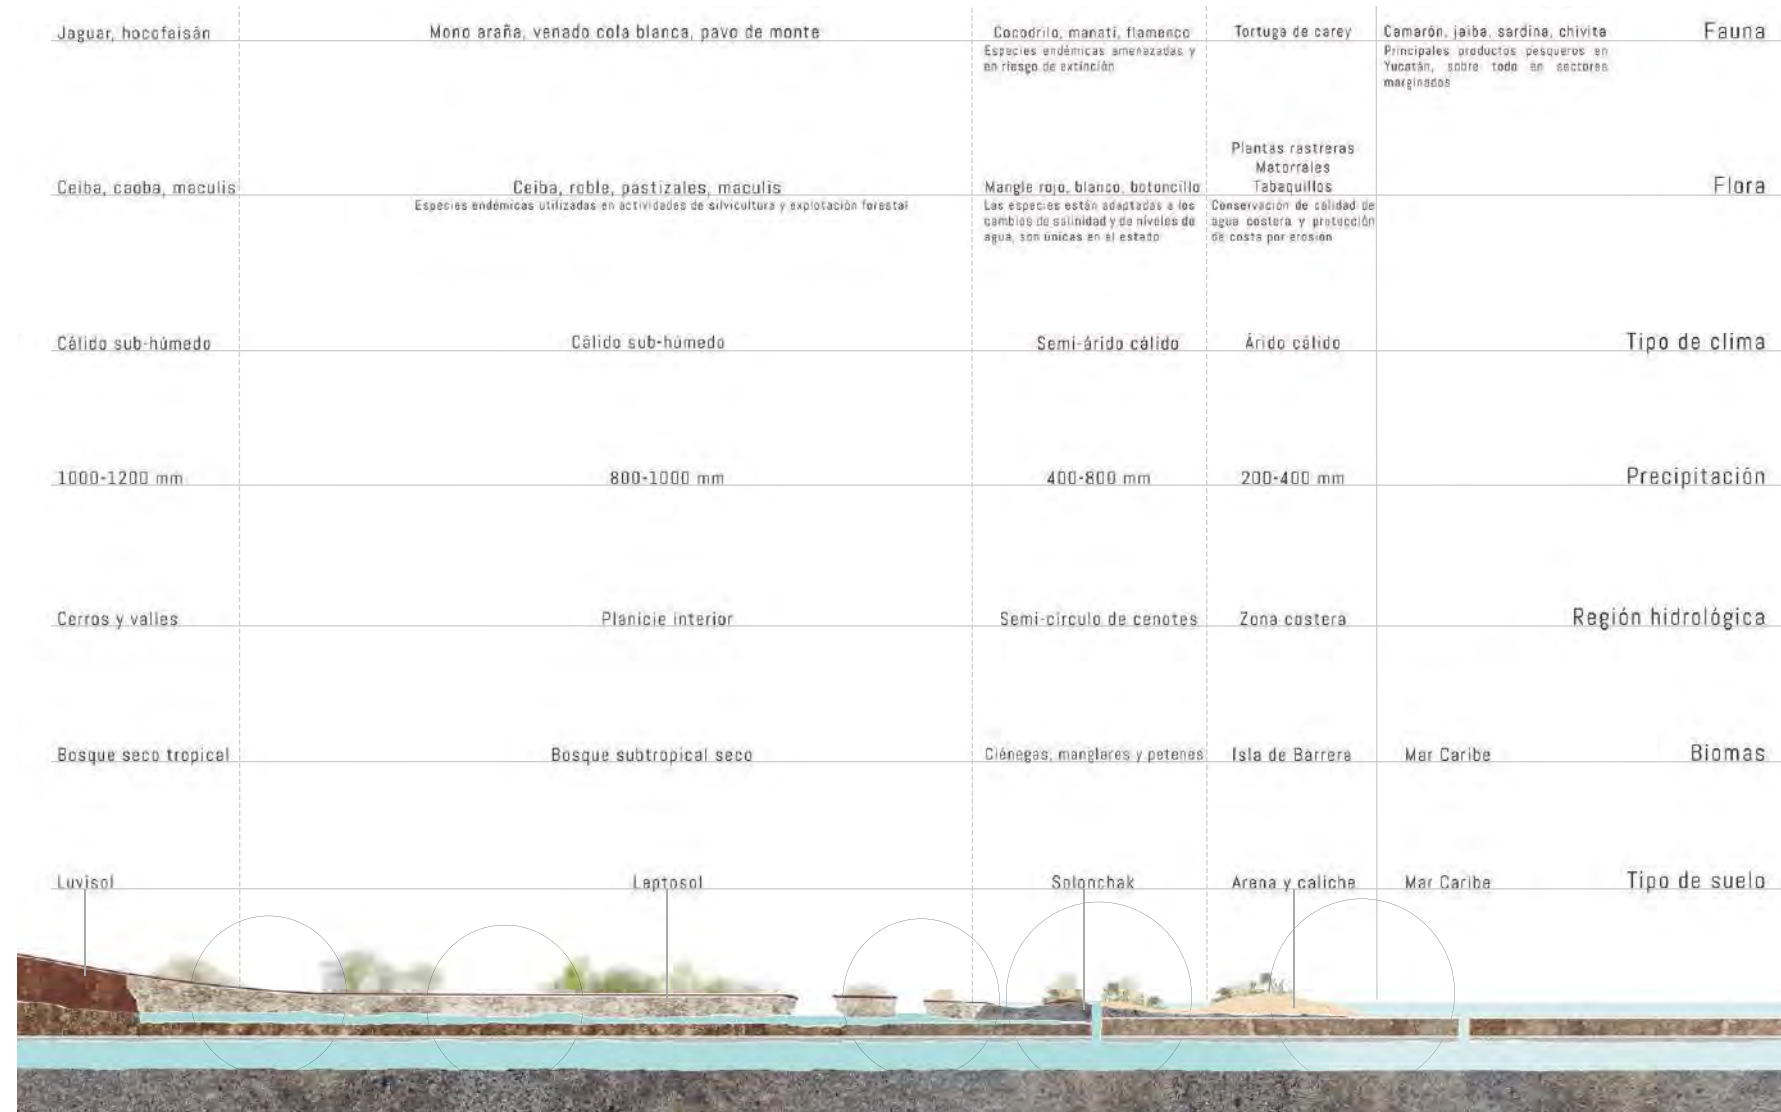 Jaguar, hocofaisán
Mono araña, venado cola blanca, pavo de monte
Cocodrilo, manatí, flamenco
Especies endémicas amenazadas y
en riesgo de extinción
Tortuga de carey
Camarón, jaiba, sardina, chivita
Principales productos pesqueros en
Yucatán, sobre todo en sectores
marginados
Fauna
Ceiba, caoba, maculis
Ceiba, roble, pastizales, maculis
Especies endémicas utilizadas en actividades de silvicultura y explotación forestal
Mangle rojo, blanco, botoncillo
Las especies están adaptadas a los
cambios de salinidad y de niveles de
agua, son únicas en el estado
Plantas rastreras
Matorrales
Tabaquillos
Conservación de calidad de
agua costera y protección
de costa por erosión
Flora
Cálido sub-húmedo
Cálido sub-húmedo
Semi-árido cálido
Árido cálido
Tipo de clima
1000-1200 mm
800-1000 mm
400-800 mm
200-400 mm
Precipitación
Cerros y valles
Planicie interior
Semi-círculo de cenotes
Zona costera
Región hidrológica
Bosque seco tropical
Bosque subtropical seco
Ciénegas, manglares y petenes
Isla de Barrera
Mar Caribe
Biomas
Luvisol
Leptosol
Solonchak
Arena y caliche
Mar Caribe
Tipo de suelo